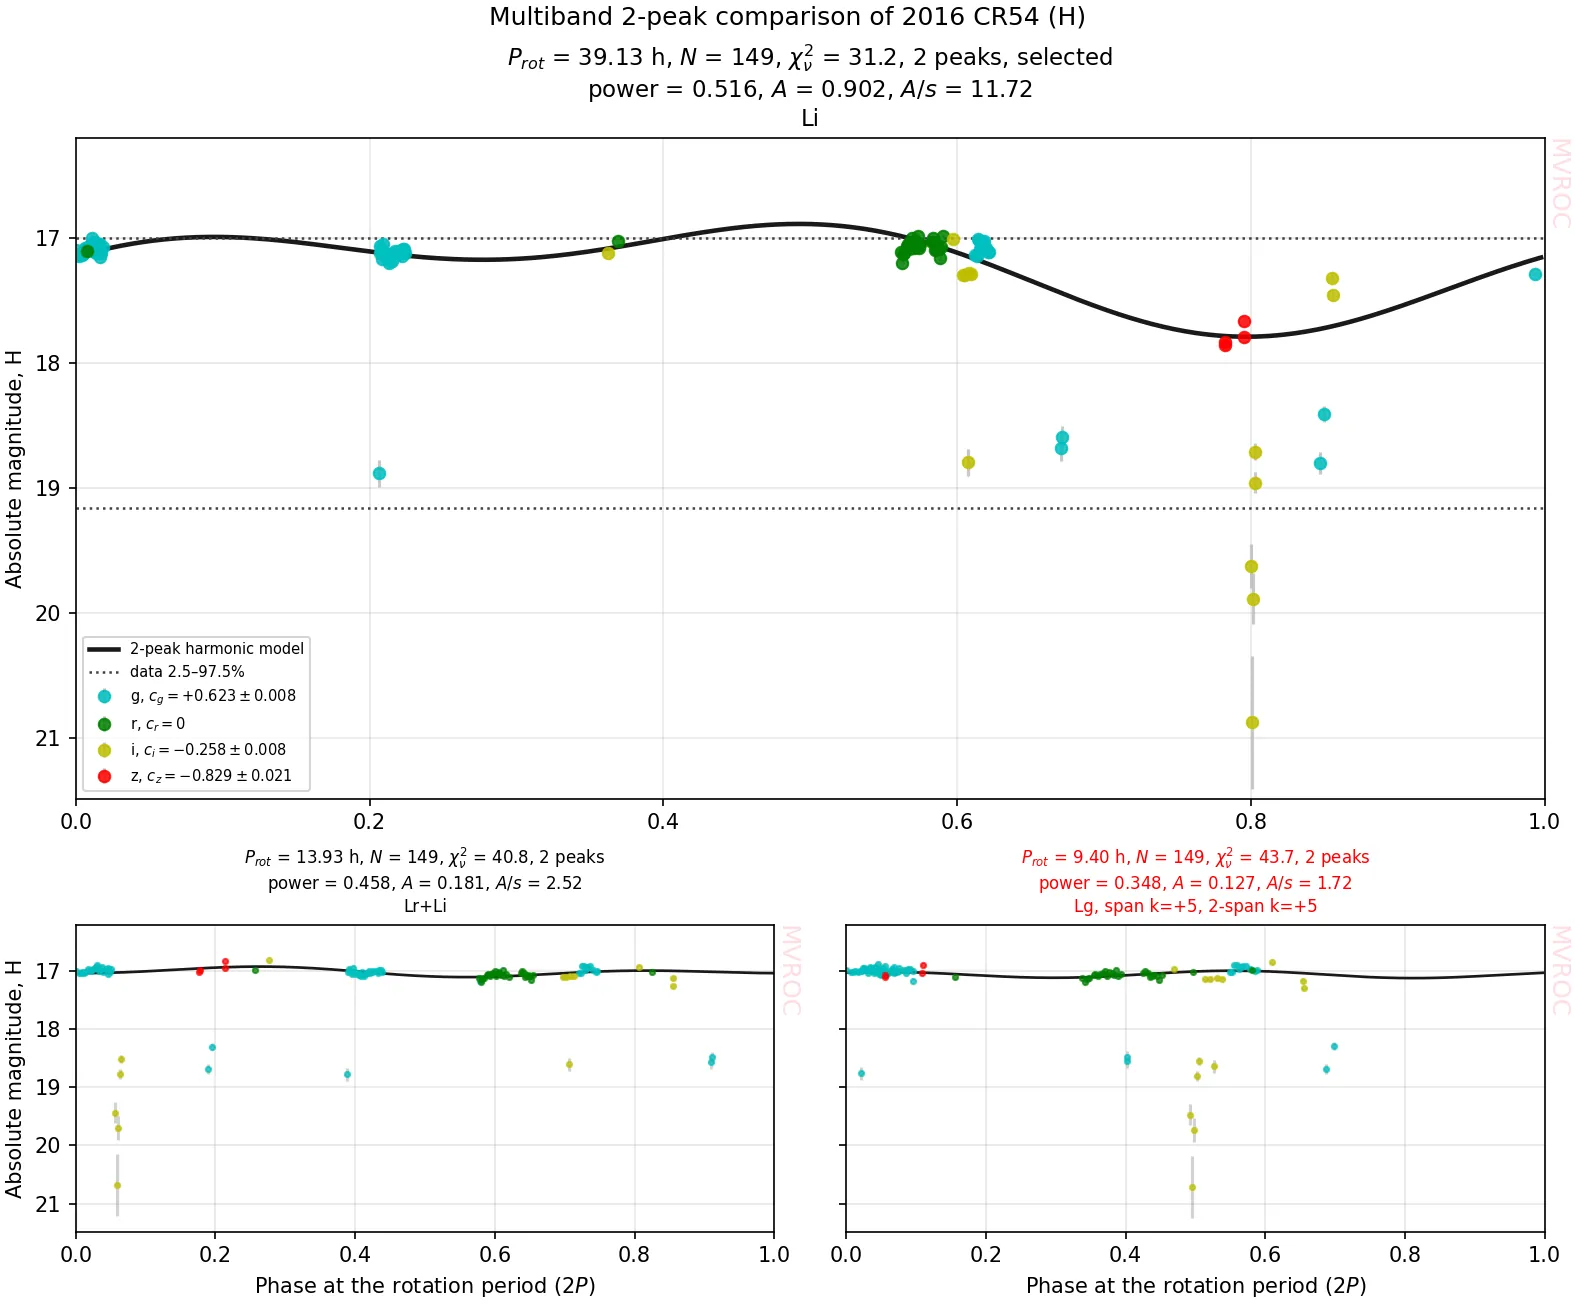 Multiband 2-peak comparison of 2016 CR54 (H)
P_rot = 39.13 h, N = 149, χ²_ν = 31.2, 2 peaks, selected
power = 0.516, A = 0.902, A/s = 11.72
Li
MVROC
Absolute magnitude, H
17
18
19
20
21
2-peak harmonic model
data 2.5–97.5%
g, c_g = +0.623 ± 0.008
r, c_r = 0
i, c_i = −0.258 ± 0.008
z, c_z = −0.829 ± 0.021
0.0 0.2 0.4 0.6 0.8 1.0
P_rot = 13.93 h, N = 149, χ²_ν = 40.8, 2 peaks
power = 0.458, A = 0.181, A/s = 2.52
Lr+Li
MVROC
Absolute magnitude, H
17
18
19
20
21
0.0 0.2 0.4 0.6 0.8 1.0
Phase at the rotation period (2P)
P_rot = 9.40 h, N = 149, χ²_ν = 43.7, 2 peaks
power = 0.348, A = 0.127, A/s = 1.72
Lg, span k=+5, 2-span k=+5
MVROC
0.0 0.2 0.4 0.6 0.8 1.0
Phase at the rotation period (2P)